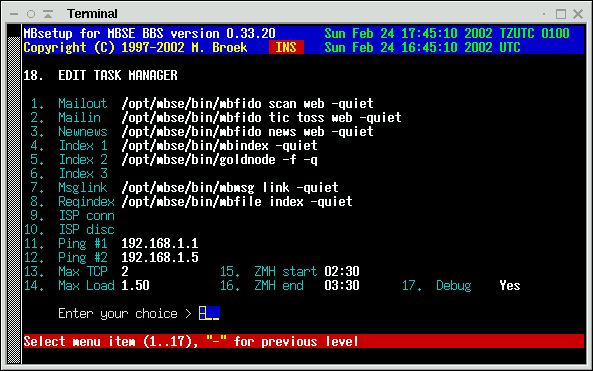 Terminal
MBsetup for MBSE BBS version 0.33.20 Sun Feb 24 17:45:10 2002 TZUTC 0100
Copyright (C) 1997-2002 M. Broek INS Sun Feb 24 16:45:10 2002 UTC
18. EDIT TASK MANAGER
1. Mailout /opt/mbse/bin/mbfido scan web -quiet
2. Mailin /opt/mbse/bin/mbfido tic toss web -quiet
3. Newnews /opt/mbse/bin/mbfido news web -quiet
4. Index 1 /opt/mbse/bin/mbindex -quiet
5. Index 2 /opt/mbse/bin/goldnode -f -q
6. Index 3
7. Msglink /opt/mbse/bin/mbmsg link -quiet
8. Reqindex /opt/mbse/bin/mbfile index -quiet
9. ISP conn
10. ISP disc
11. Ping #1 192.168.1.1
12. Ping #2 192.168.1.5
13. Max TCP 2 15. ZMH start 02:30
14. Max Load 1.50 16. ZMH end 03:30 17. Debug Yes
Enter your choice > -__
Select menu item (1..17), "-" for previous level